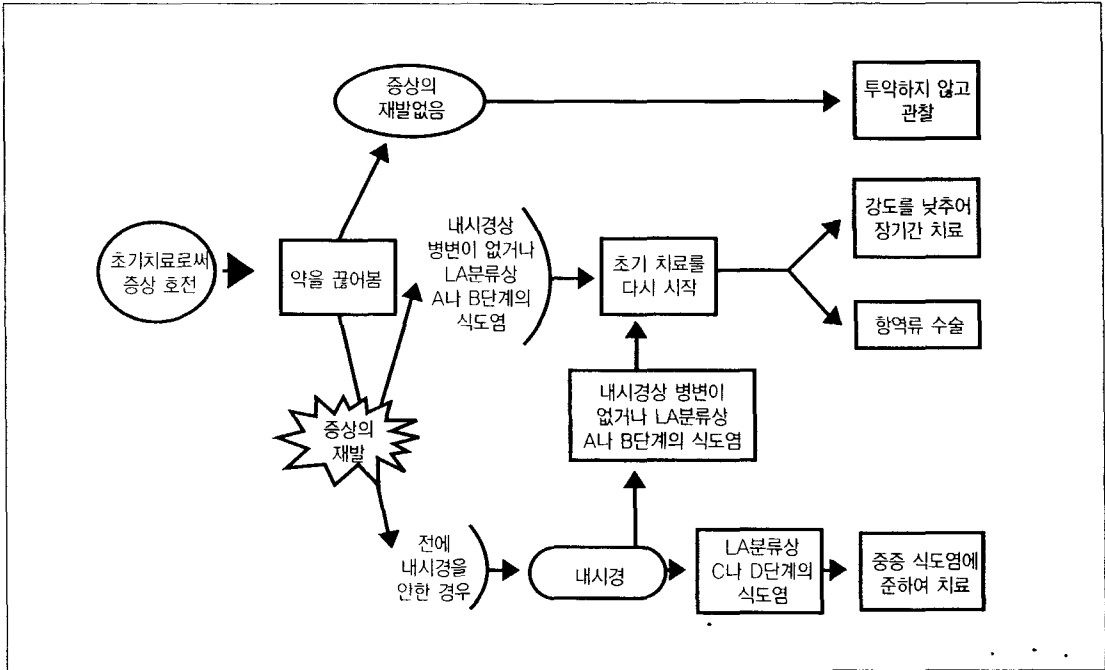 증상의
재발없음
투약하지 않고
관찰
초기치료로써
증상 호전
약을 끊어봄
내시경상
병변이 없거나
LA분류상
A나 B단계의
식도염
초기 치료룰
다시 시작
강도를 낮추어
장기간 치료
항역류 수술
증상의
재발
내시경상 병변이
없거나 LA분류상
A나 B단계의 식도염
전에
내시경을
안한 경우
내시경
LA분류상
C나 D단계의
식도염
중증 식도염에
준하여 치료